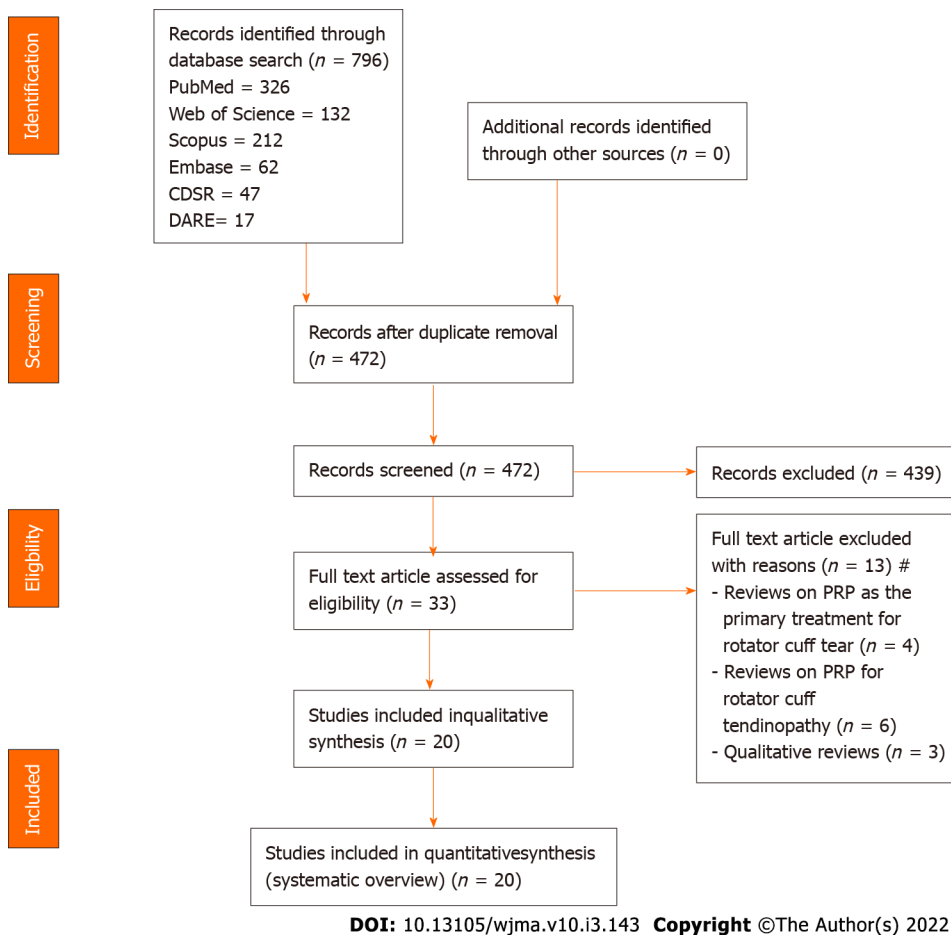 Identification
Records identified through
database search (n = 796)
PubMed = 326
Web of Science = 132
Scopus = 212
Embase = 62
CDSR = 47
DARE= 17
Additional records identified
through other sources (n = 0)
Screening
Records after duplicate removal
(n = 472)
Records screened (n = 472)
Records excluded (n = 439)
Eligbility
Full text article assessed for
eligibility (n = 33)
Full text article excluded
with reasons (n = 13) #
- Reviews on PRP as the
primary treatment for
rotator cuff tear (n = 4)
- Reviews on PRP for
rotator cuff
tendinopathy (n = 6)
- Qualitative reviews (n = 3)
Studies included inqualitative
synthesis (n = 20)
Included
Studies included in quantitativesynthesis
(systematic overview) (n = 20)
DOI: 10.13105/wjma.v10.i3.143 Copyright ©The Author(s) 2022